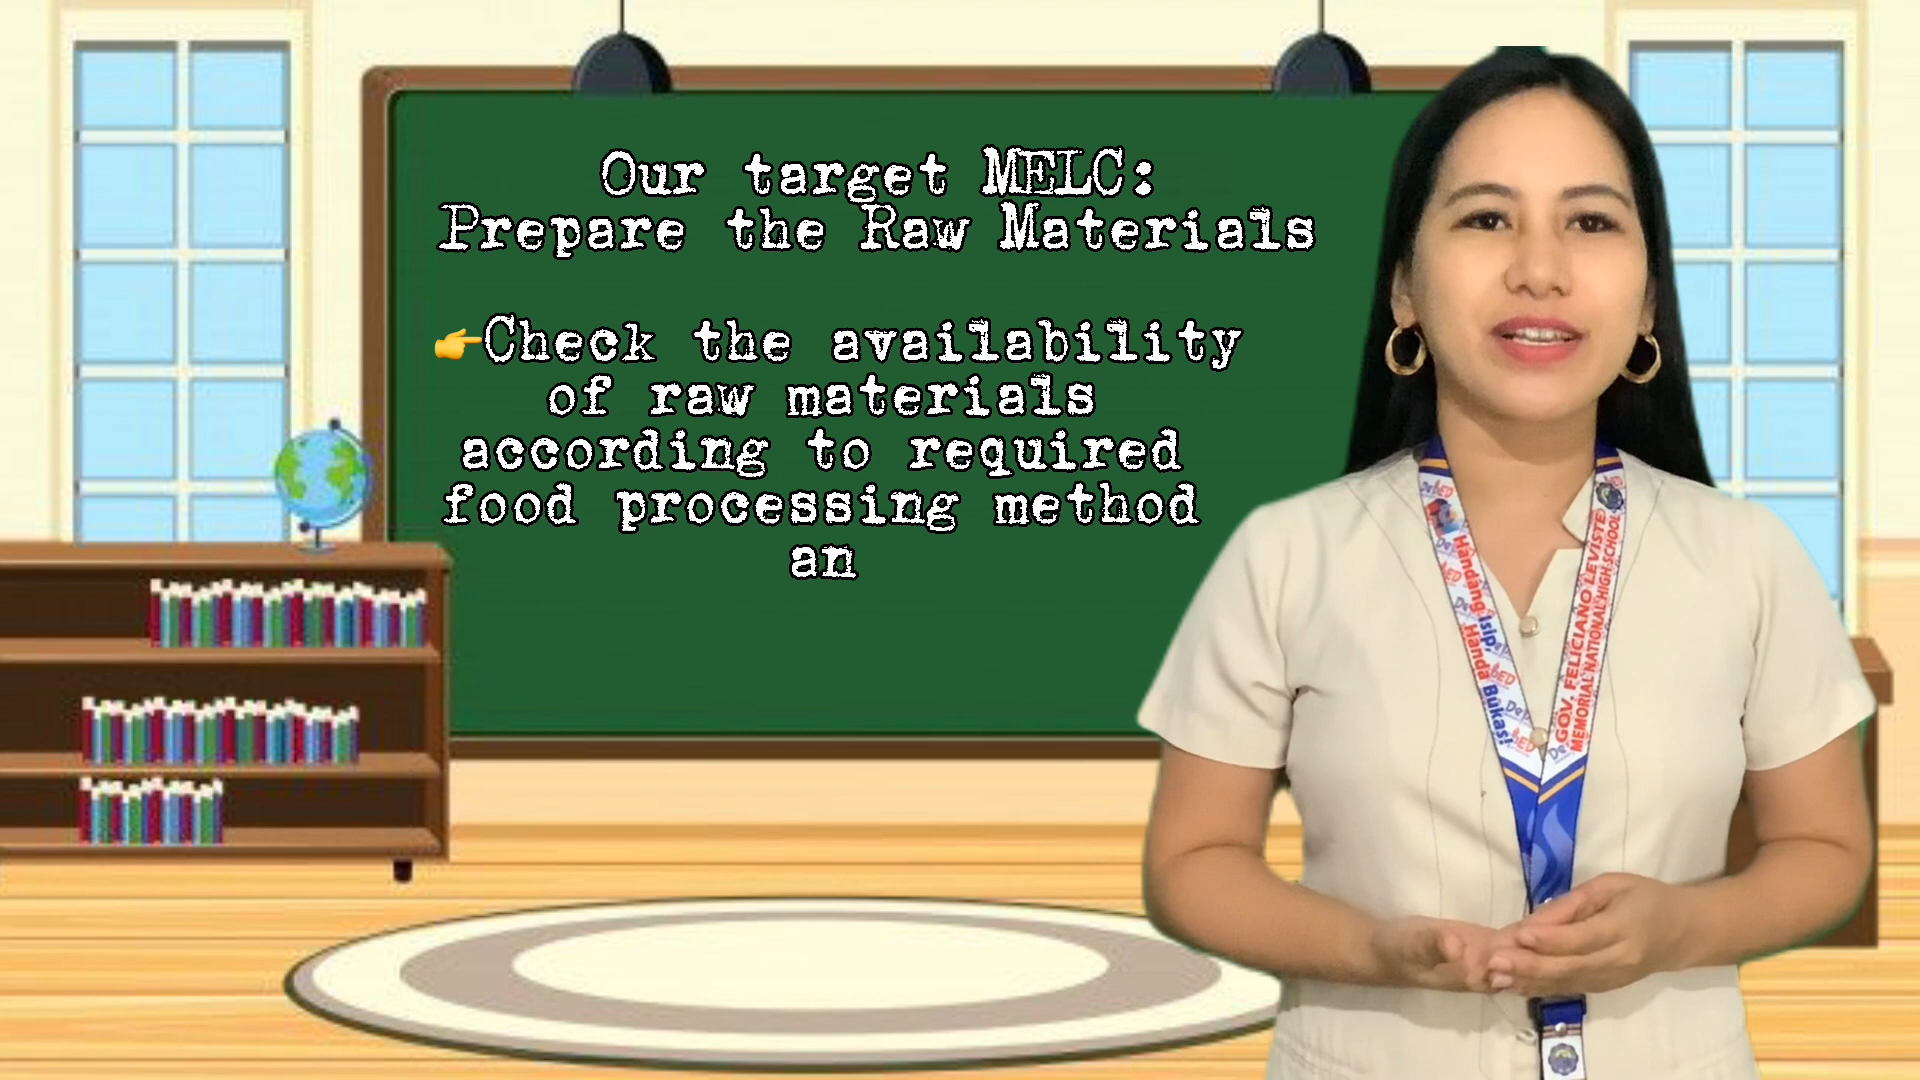 Our target MELC:
Prepare the Raw Materials
👉Check the availability
of raw materials
according to required
food processing method
an
Handang Isip,
Handa Bukas!
GOV. FELICIANO LEVISTE
MEMORIAL NATIONAL HIGH SCHOOL
DepED